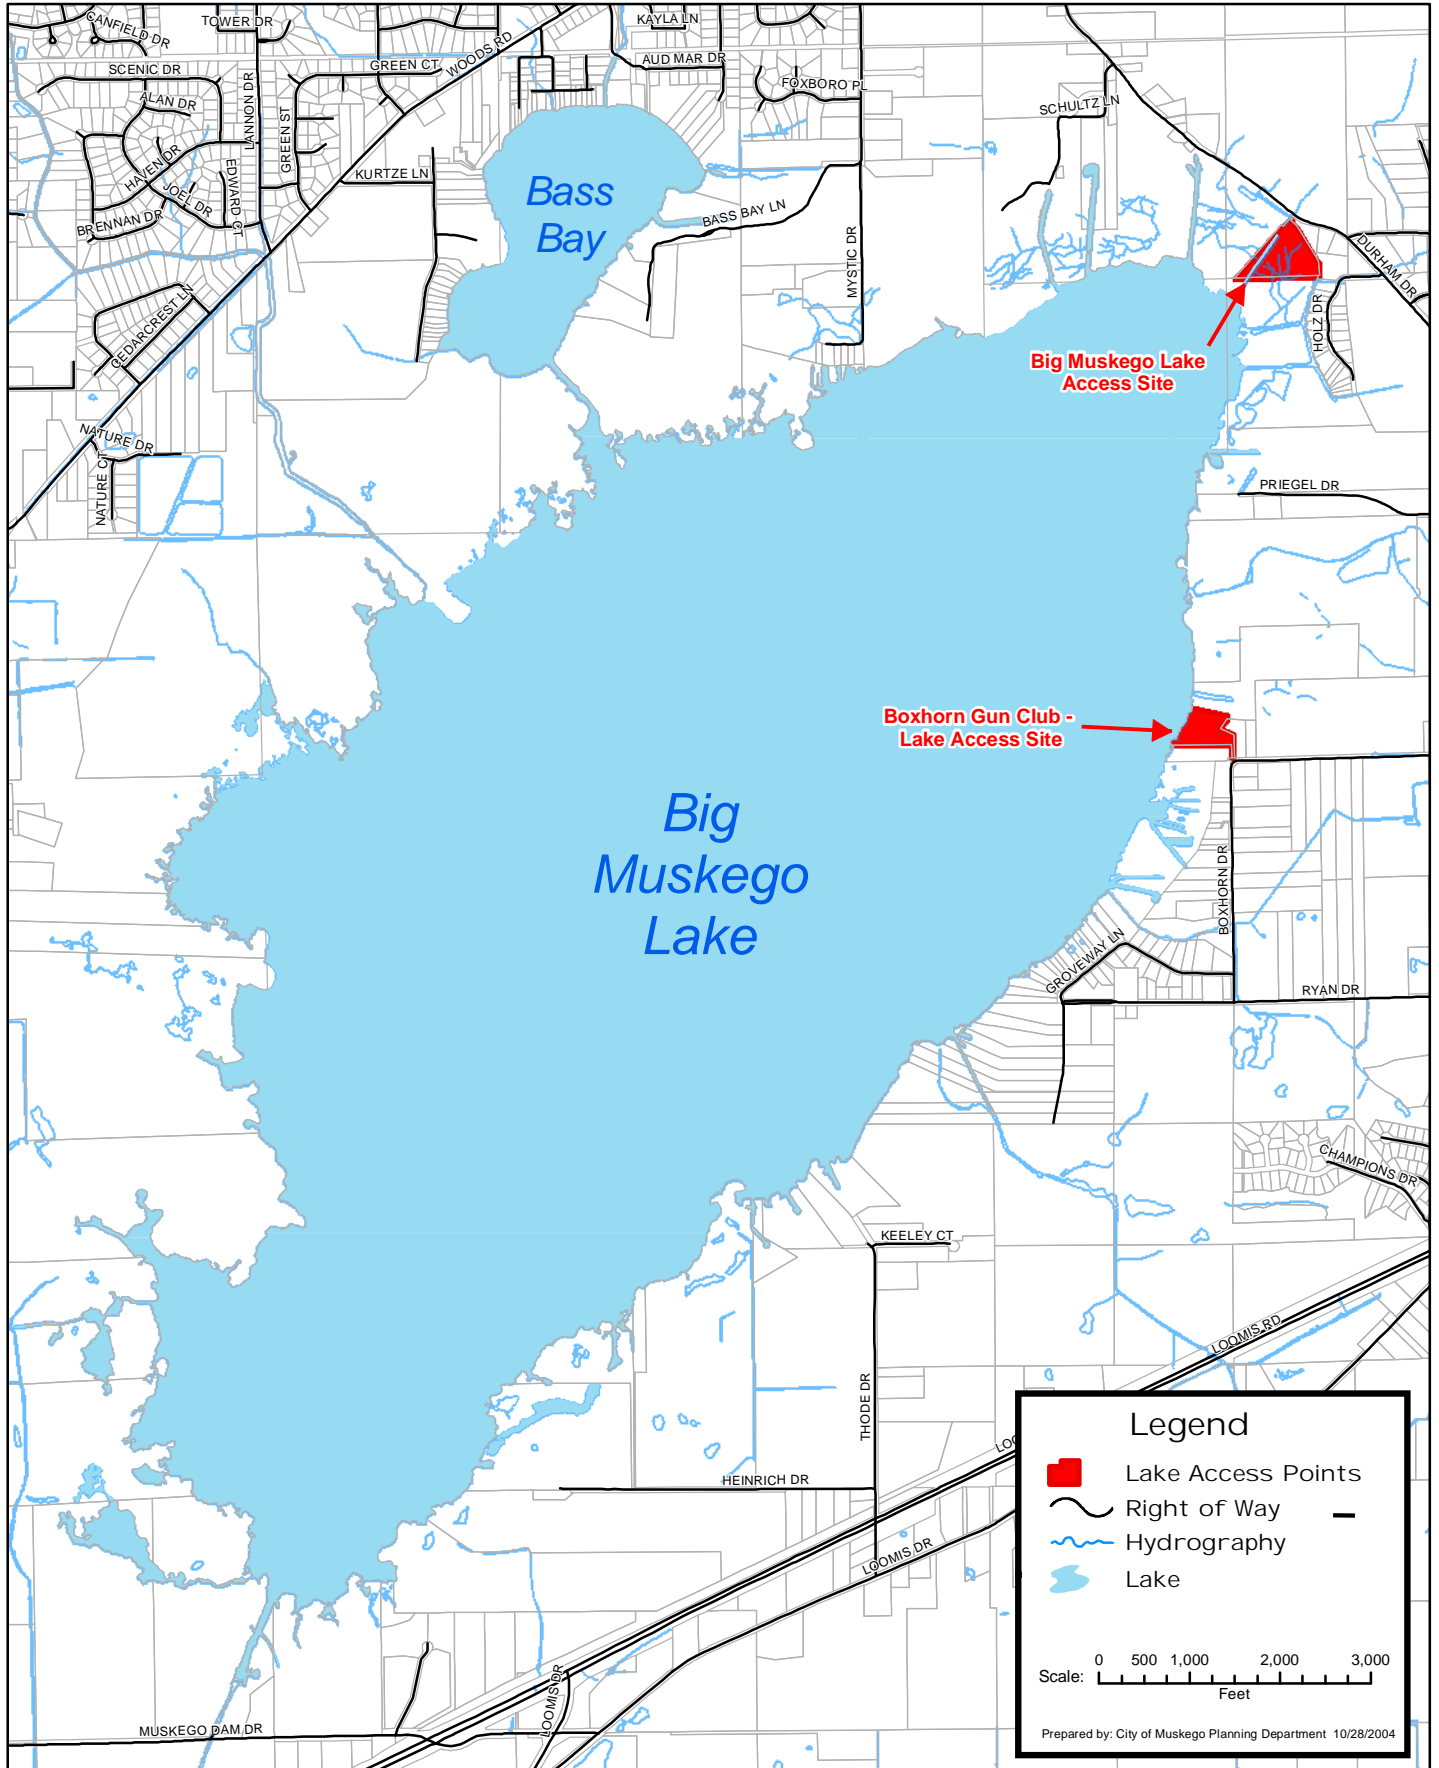 CANFIELD DR
TOWER DR
KAYLA LN
SCENIC DR
GREEN CT
WOODS RD
AUD MAR DR
FOXBORO PL
ALAN DR
LANNON DR
GREEN ST
SCHULTZ LN
HAVEN DR
JOEL DR
EDWARD CT
KURTZE LN
BRENNAN DR
Bass
Bay
BASS BAY LN
MYSTIC DR
DURHAM DR
HOLZ DR
CEDARCREST LN
Big Muskego Lake
Access Site
NATURE DR
NATURE CT
PRIEGEL DR
Boxhorn Gun Club -
Lake Access Site
Big
Muskego
Lake
BOXHORN DR
GROVEWAY LN
RYAN DR
CHAMPIONS DR
KEELEY CT
LOOMIS RD
THODE DR
LOO
HEINRICH DR
LOOMIS DR
LOOMIS DR
MUSKEGO DAM DR
Legend
Lake Access Points
Right of Way
Hydrography
Lake
0 500 1,000 2,000 3,000
Scale:
Feet
Prepared by: City of Muskego Planning Department 10/28/2004